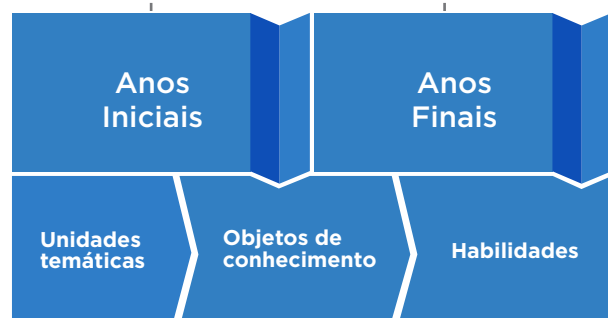 Anos
Iniciais
Anos
Finais
Unidades
temáticas
Objetos de
conhecimento
Habilidades